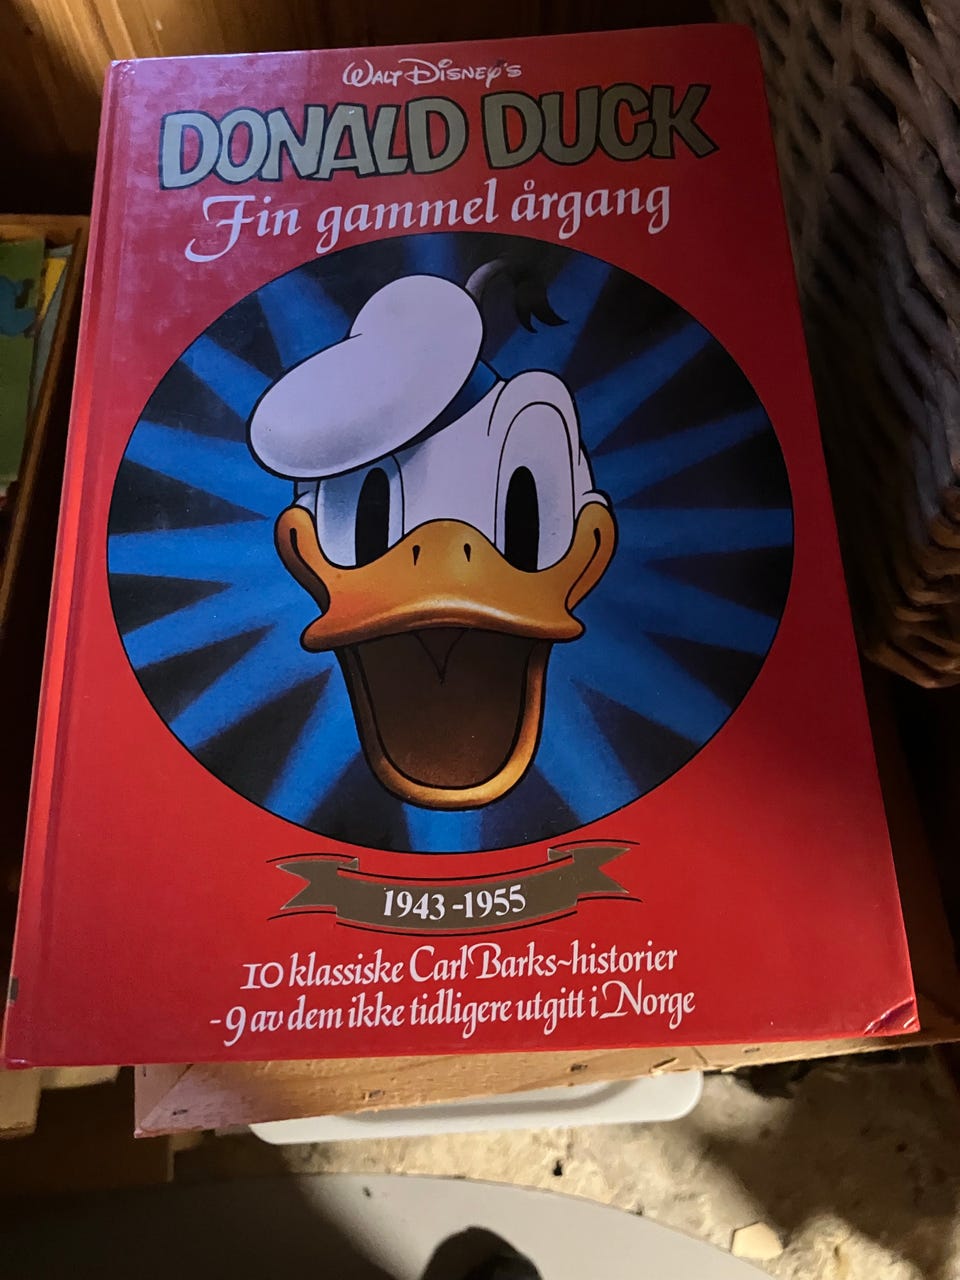 Walt Disney's
DONALD DUCK
Fin gammel årgang
1943-1955
10 klassiske Carl Barks-historier
- 9 av dem ikke tidligere utgitt i Norge